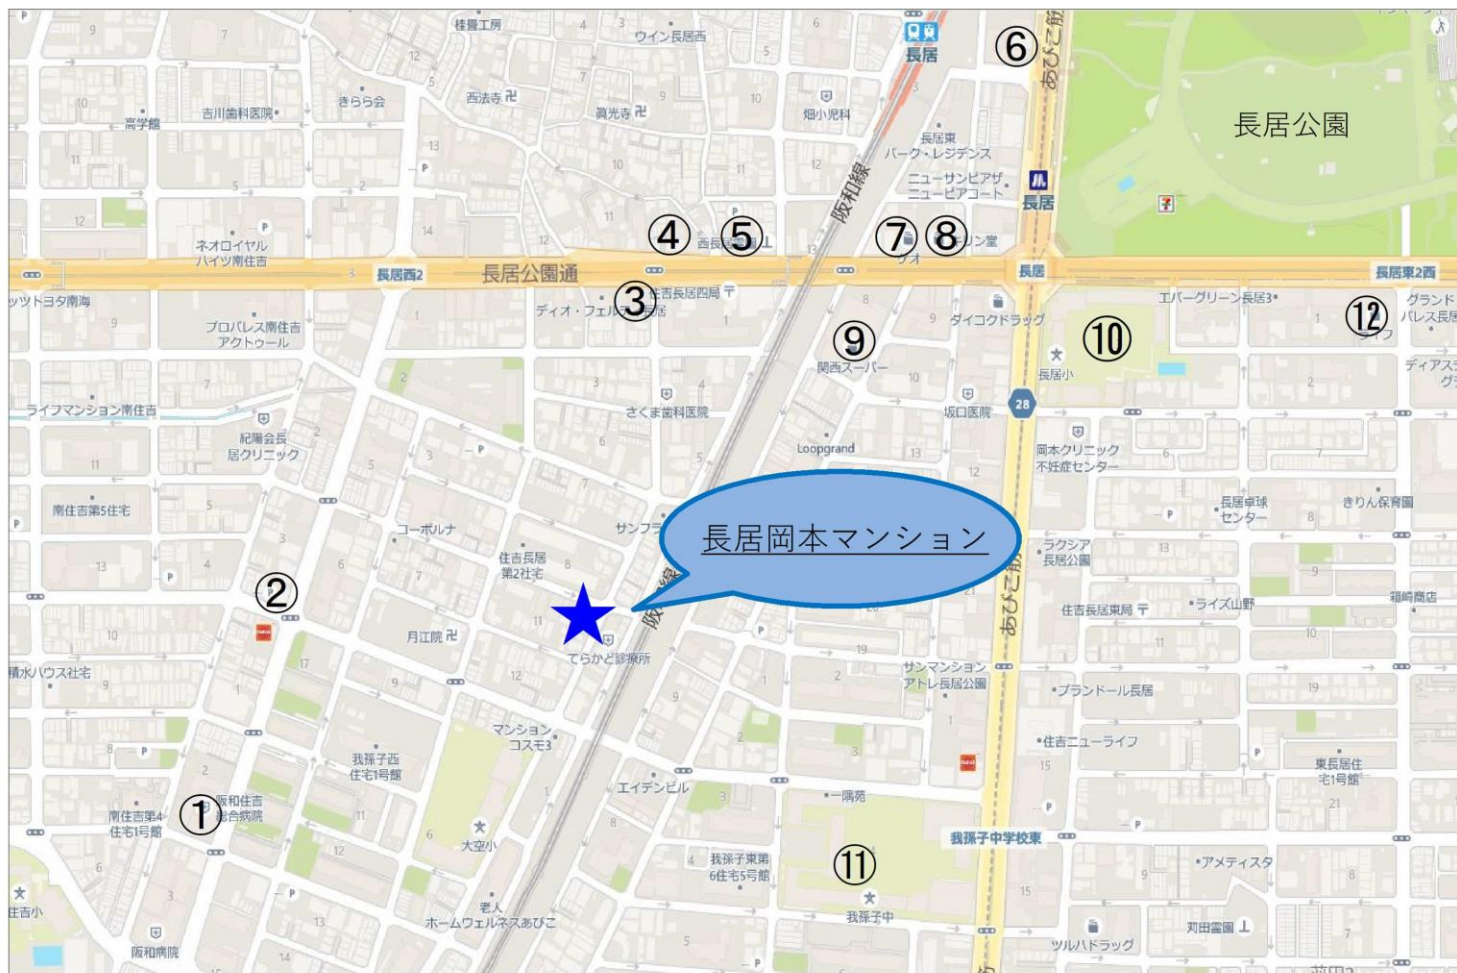 桂畳工房
ウイン長居西
長居
⑥
あびこ筋
長居公園
高学館
吉川歯科医院
きらら会
西法寺
眞光寺
畑小児科
長居東
パーク・レジデンス
阪和線
ニューサンピアザ
ニューピアコート
長居
ネオロイヤル
ハイツ南住吉
④
⑤
⑦
⑧
キリン堂
長居西2
長居公園通
長居
長居東2西
ッツトヨタ南海
プロパレス南住吉
アクトゥール
③
住吉長居四局
ダイコクドラッグ
エバーグリーン長居3
⑫
グランド
パレス長居
⑨
関西スーパー
⑩
長居小
ライフマンション南住吉
紀陽会長
居クリニック
さくま歯科医院
坂口医院
28
Loopgrand
岡本クリニック
不妊症センター
南住吉第5住宅
コーポルナ
サンフラ
長居岡本マンション
長居卓球
センター
きりん保育園
住吉長居
第2社宅
ラクシア
長居公園
②
阪和線
あびこ筋
住吉長居東局
ライズ山野
箱崎商店
月江院
てらかど診療所
積水ハウス社宅
サンマンション
アトレ長居公園
プランドール長居
マンション
コスモ3
住吉ニューライフ
我孫子西
住宅1号館
エイデンビル
東長居住
宅1号館
①
阪和住吉
総合病院
南住吉第4
住宅1号館
一隅苑
大空小
我孫子中学校東
⑪
我孫子東第
6住宅5号館
アメディスタ
住吉小
老人
ホームウェルネスあびこ
我孫子中
阪和病院
ツルハドラッグ
苅田霊園